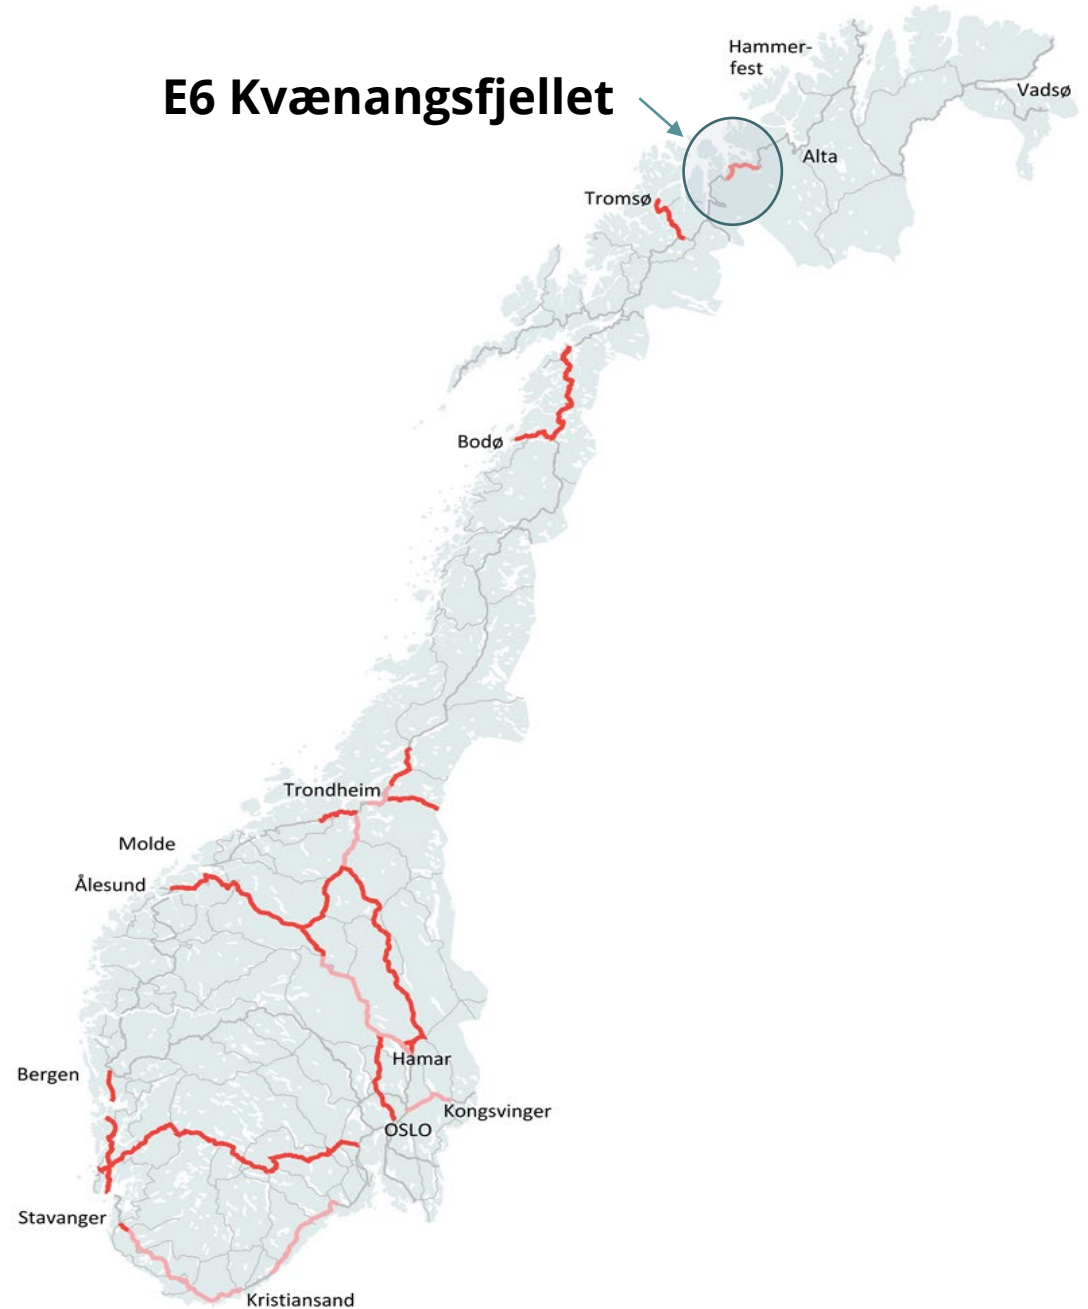 Hammer-
fest
E6 Kvænangsfjellet
Vadsø
Alta
Tromsø
Bodø
Trondheim
Molde
Ålesund
Hamar
Bergen
Kongsvinger
OSLO
Stavanger
Kristiansand